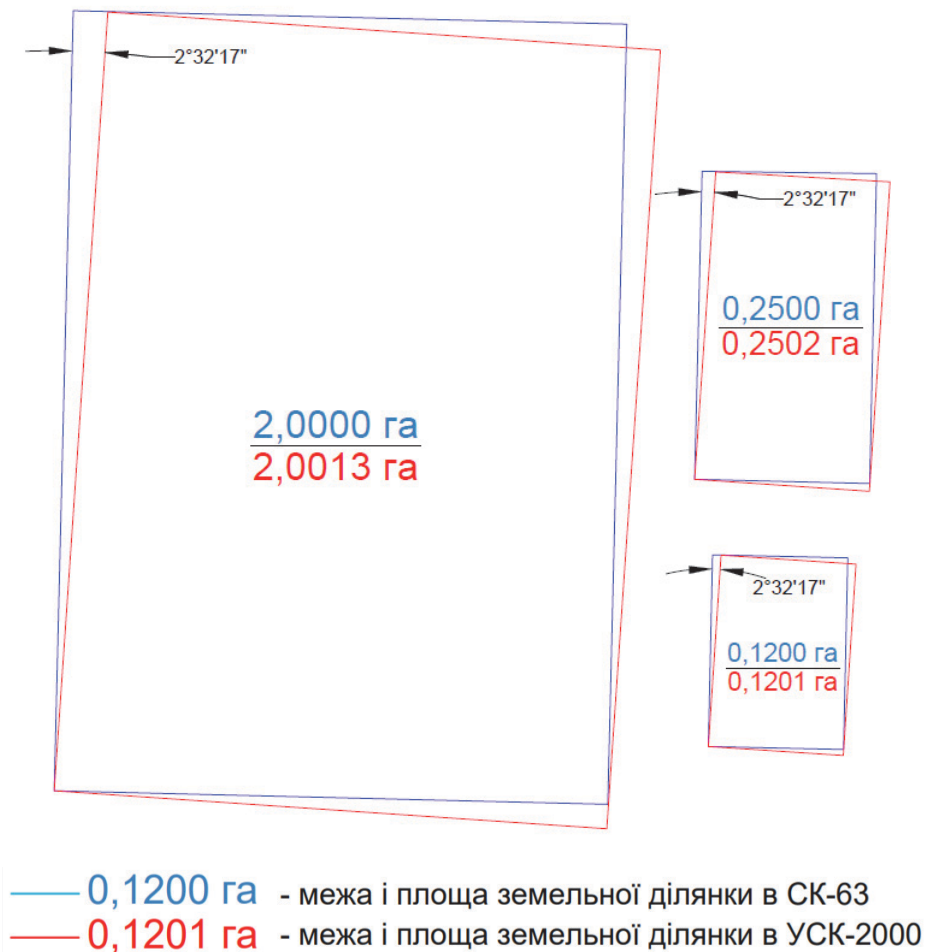 2°32'17"
2,0000 га
2,0013 га
2°32'17"
0,2500 га
0,2502 га
2°32'17"
0,1200 га
0,1201 га
0,1200 га - межа і площа земельної ділянки в СК-63
0,1201 га - межа і площа земельної ділянки в УСК-2000